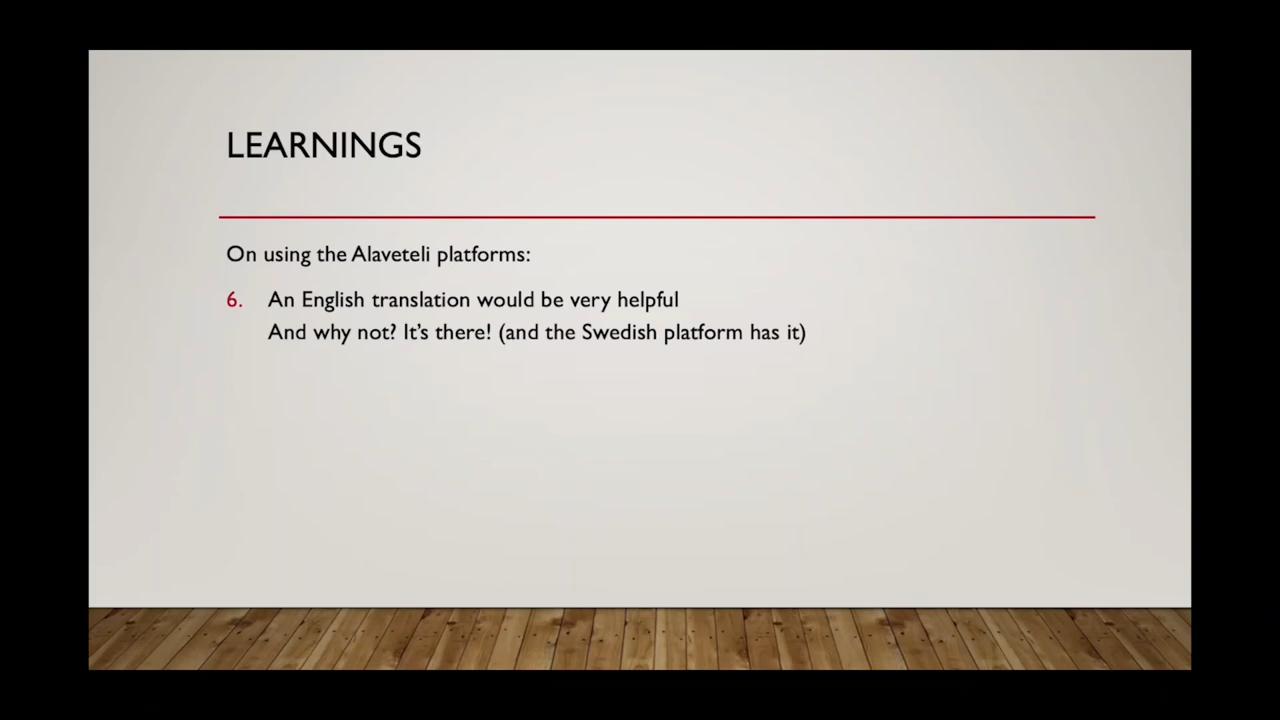 LEARNINGS
On using the Alaveteli platforms:
6. An English translation would be very helpful
And why not? It's there! (and the Swedish platform has it)